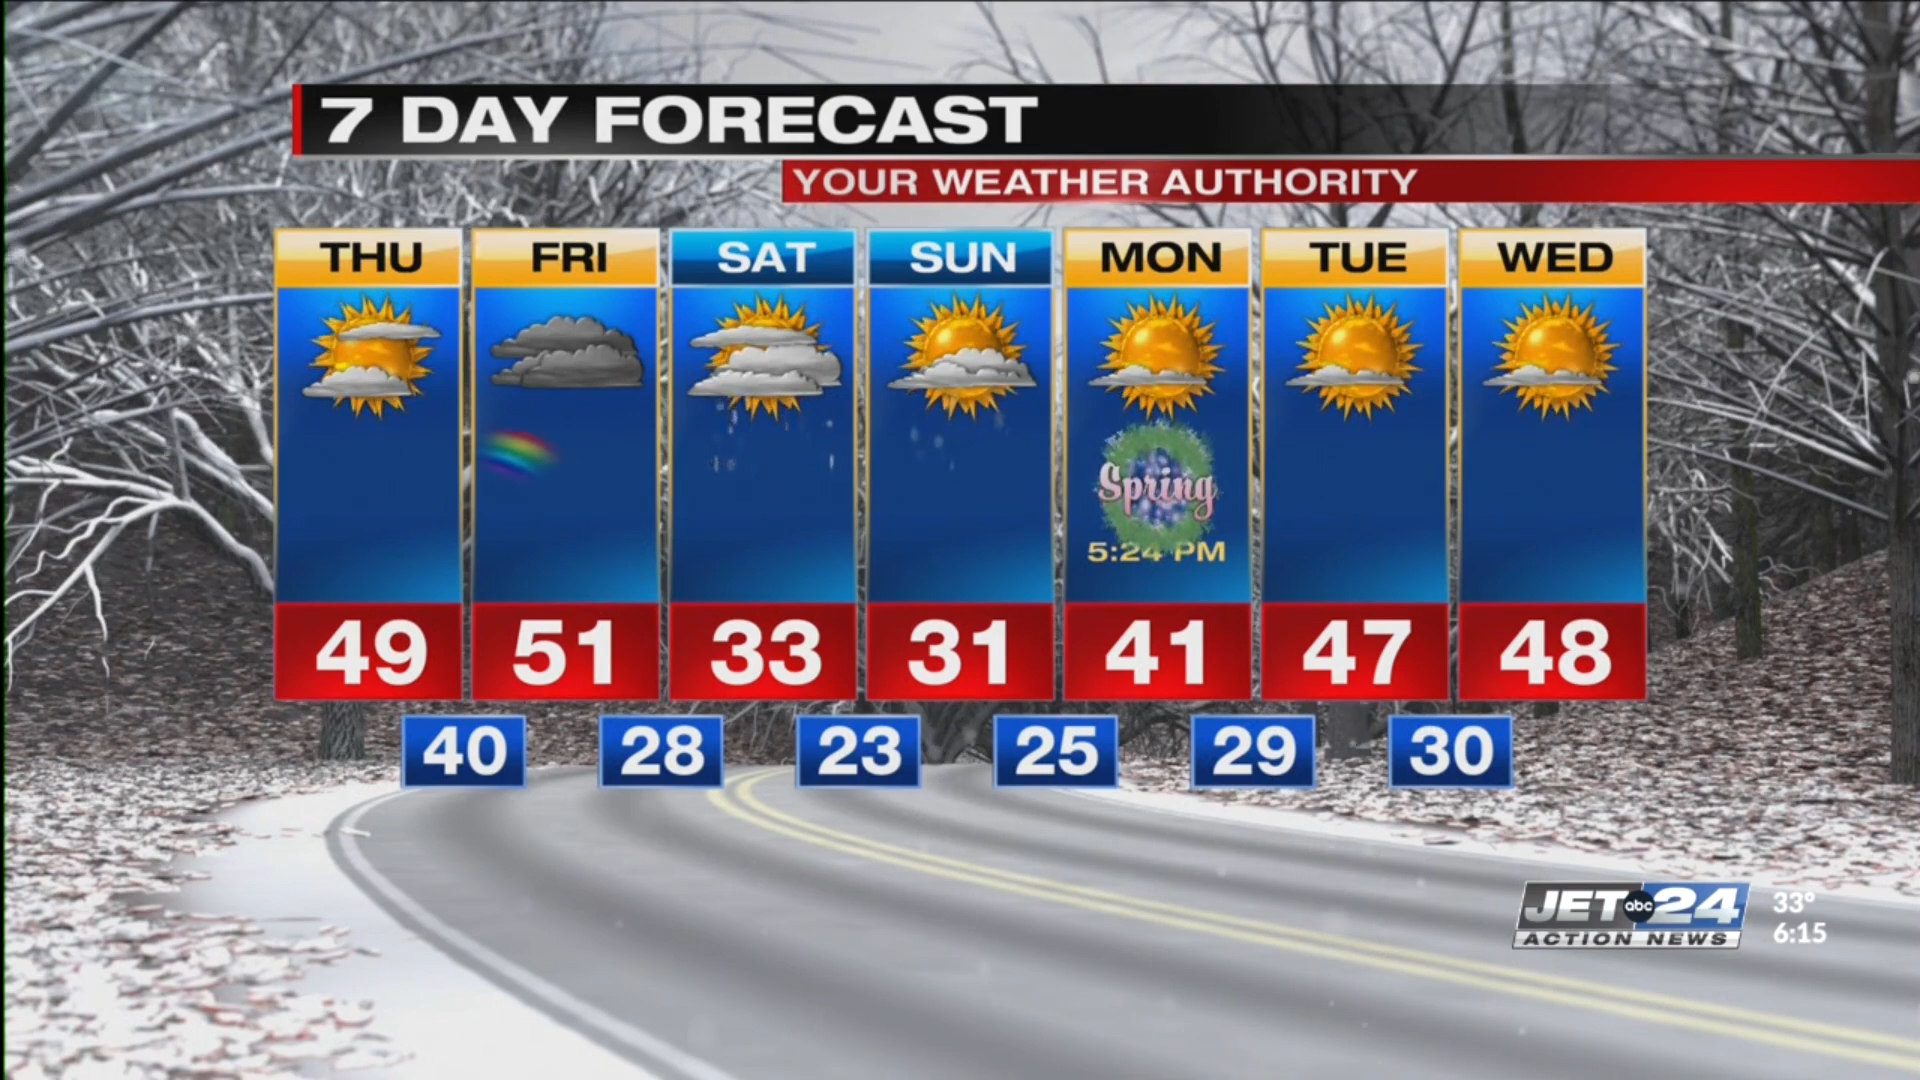 7 DAY FORECAST
YOUR WEATHER AUTHORITY
THU FRI SAT SUN MON TUE WED
Spring
5:24 PM
49 51 33 31 41 47 48
40 28 23 25 29 30
JET abc 24 33°
ACTION NEWS 6:15